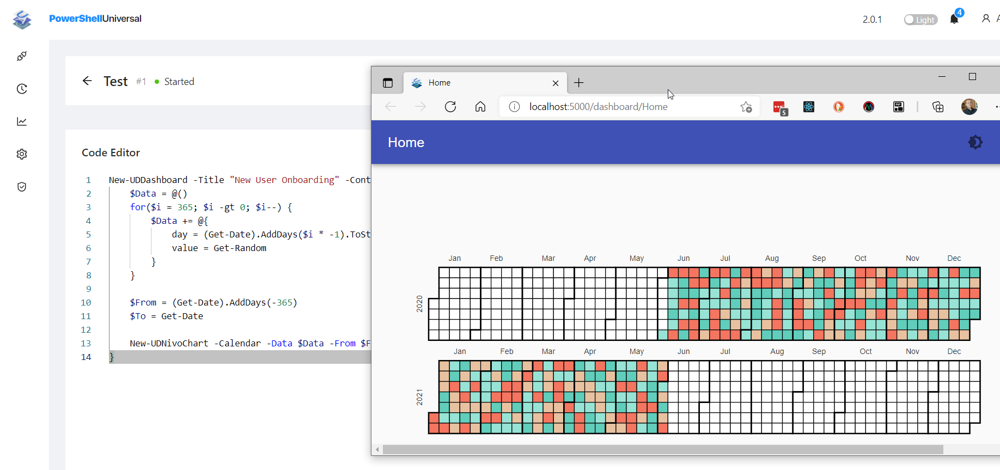 PowerShellUniversal
2.0.1
Light
4
A
Test #1 Started
Code Editor
1 New-UDDashboard -Title "New User Onboarding" -Cont
2 $Data = @()
3 for($i = 365; $i -gt 0; $i--) {
4 $Data += @{
5 day = (Get-Date).AddDays($i * -1).ToSt
6 value = Get-Random
7 }
8 }
9
10 $From = (Get-Date).AddDays(-365)
11 $To = Get-Date
12
13 New-UDNivoChart -Calendar -Data $Data -From $F
14 }
Home
localhost:5000/dashboard/Home
5
PIP
Home
Jan Feb Mar Apr May Jun Jul Aug Sep Oct Nov Dec
2020
Jan Feb Mar Apr May Jun Jul Aug Sep Oct Nov Dec
2021